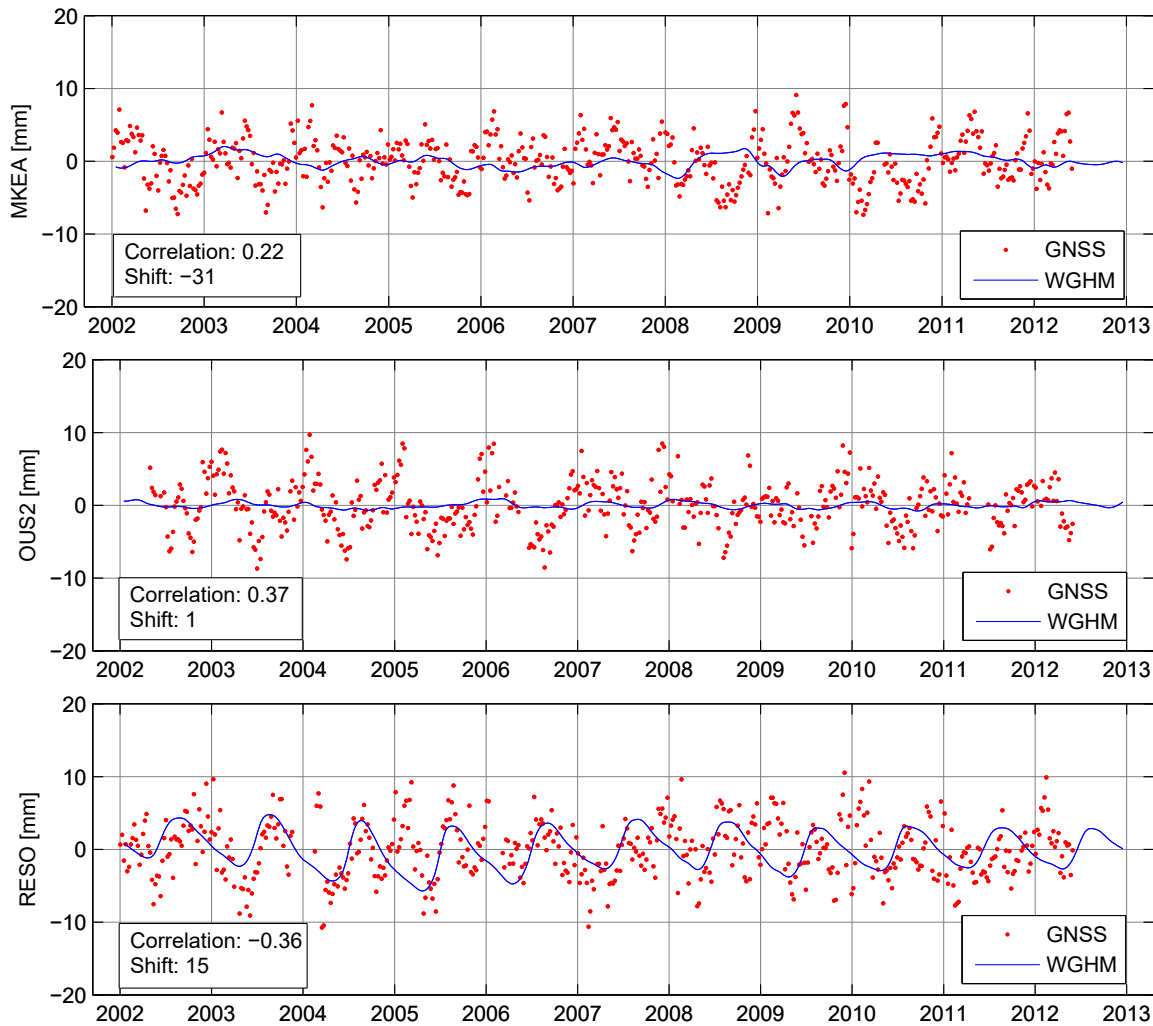 MKEA [mm]
20
10
0
−10
−20
Correlation: 0.22
Shift: −31
GNSS
WGHM
2002 2003 2004 2005 2006 2007 2008 2009 2010 2011 2012 2013
OUS2 [mm]
20
10
0
−10
−20
Correlation: 0.37
Shift: 1
GNSS
WGHM
2002 2003 2004 2005 2006 2007 2008 2009 2010 2011 2012 2013
RESO [mm]
20
10
0
−10
−20
Correlation: −0.36
Shift: 15
GNSS
WGHM
2002 2003 2004 2005 2006 2007 2008 2009 2010 2011 2012 2013